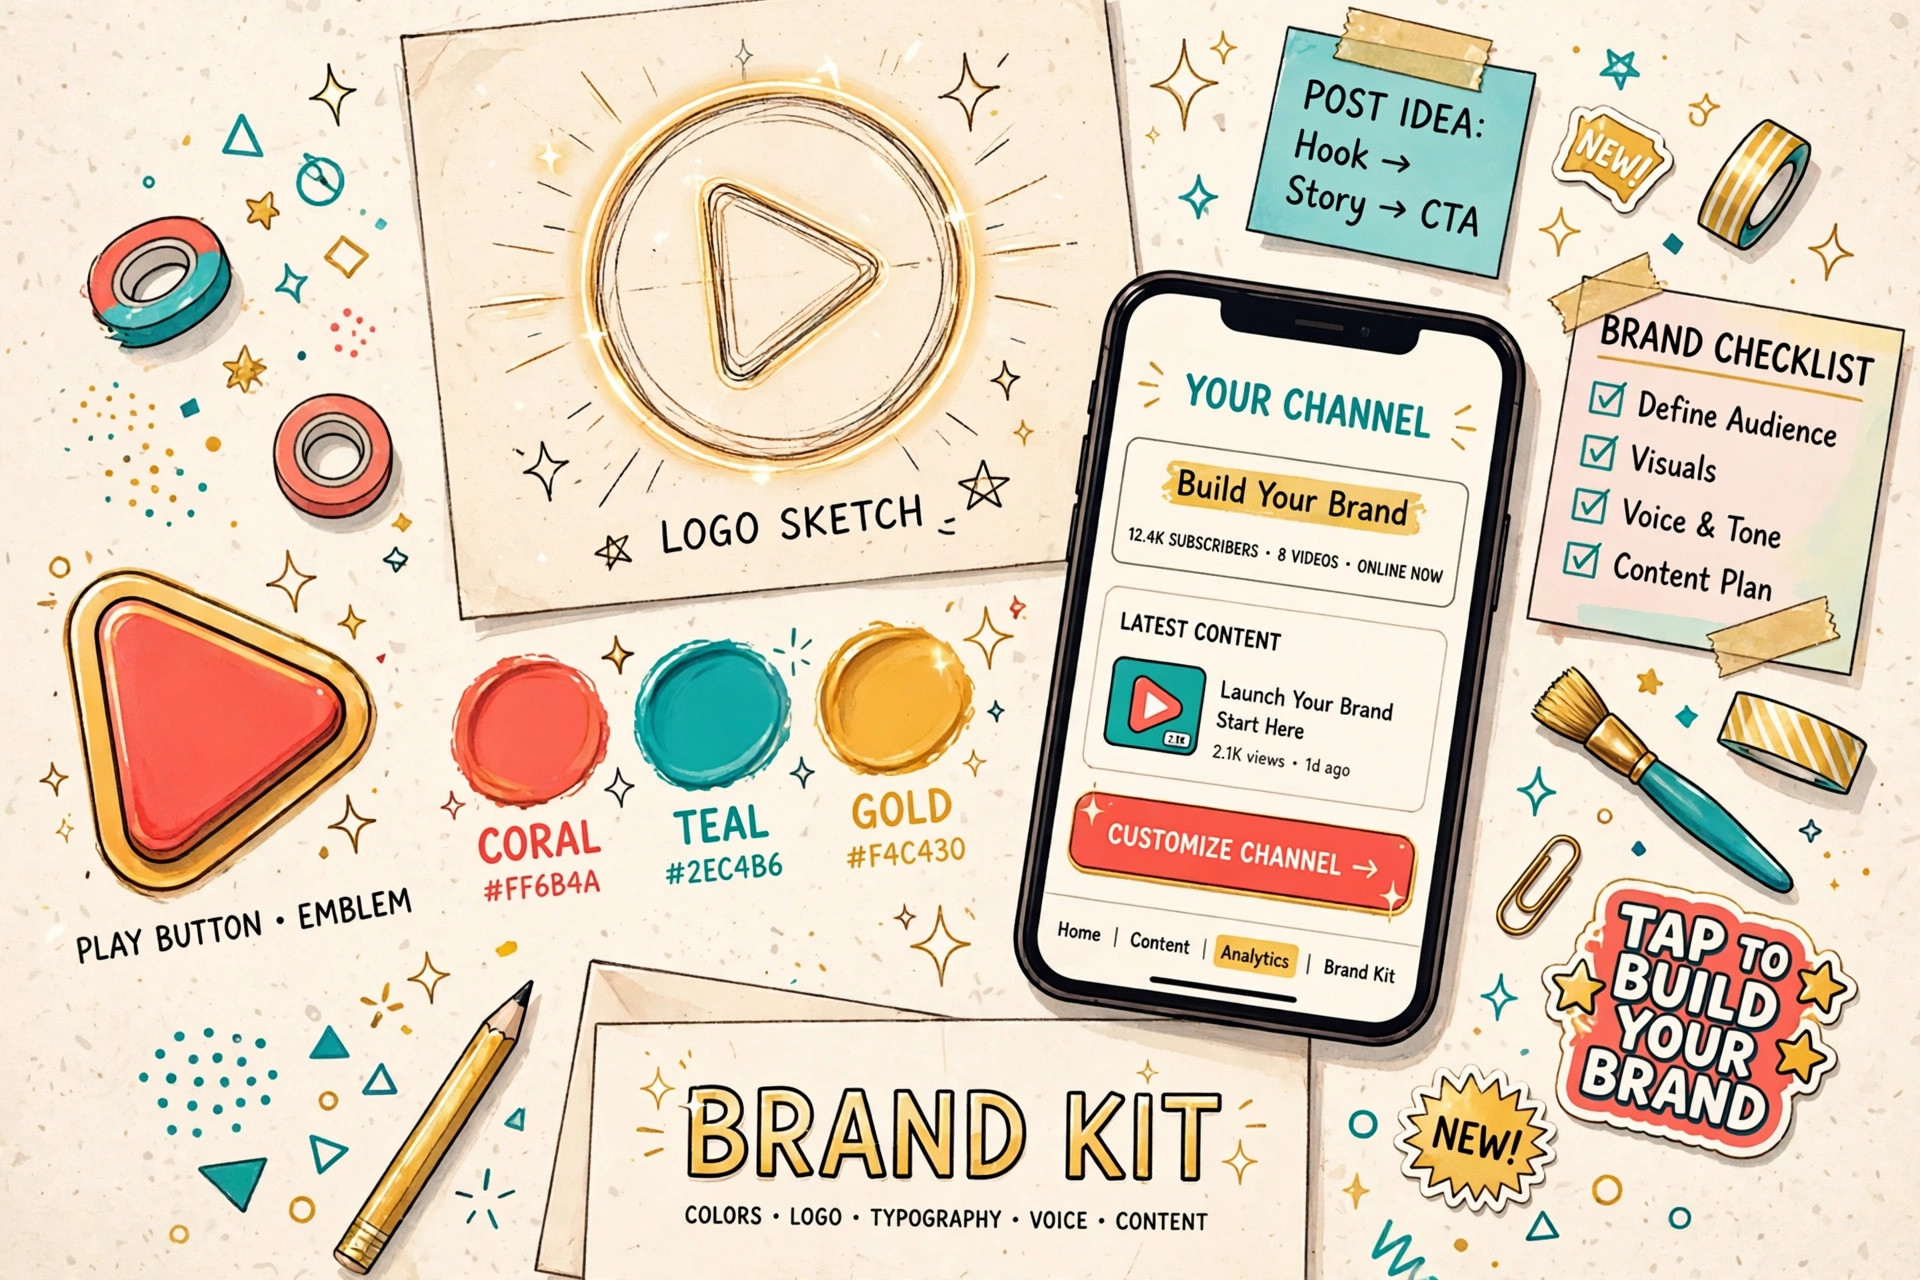 POST IDEA:
Hook →
Story → CTA
NEW!
BRAND CHECKLIST
Define Audience
Visuals
Voice & Tone
Content Plan
LOGO SKETCH
YOUR CHANNEL
Build Your Brand
12.4K SUBSCRIBERS • 8 VIDEOS • ONLINE NOW
LATEST CONTENT
Launch Your Brand
Start Here
2.1K views • 1d ago
2.1K
CUSTOMIZE CHANNEL →
Home | Content | Analytics | Brand Kit
CORAL
#FF6B4A
TEAL
#2EC4B6
GOLD
#F4C430
PLAY BUTTON • EMBLEM
TAP TO
BUILD
YOUR
BRAND
NEW!
BRAND KIT
COLORS • LOGO • TYPOGRAPHY • VOICE • CONTENT